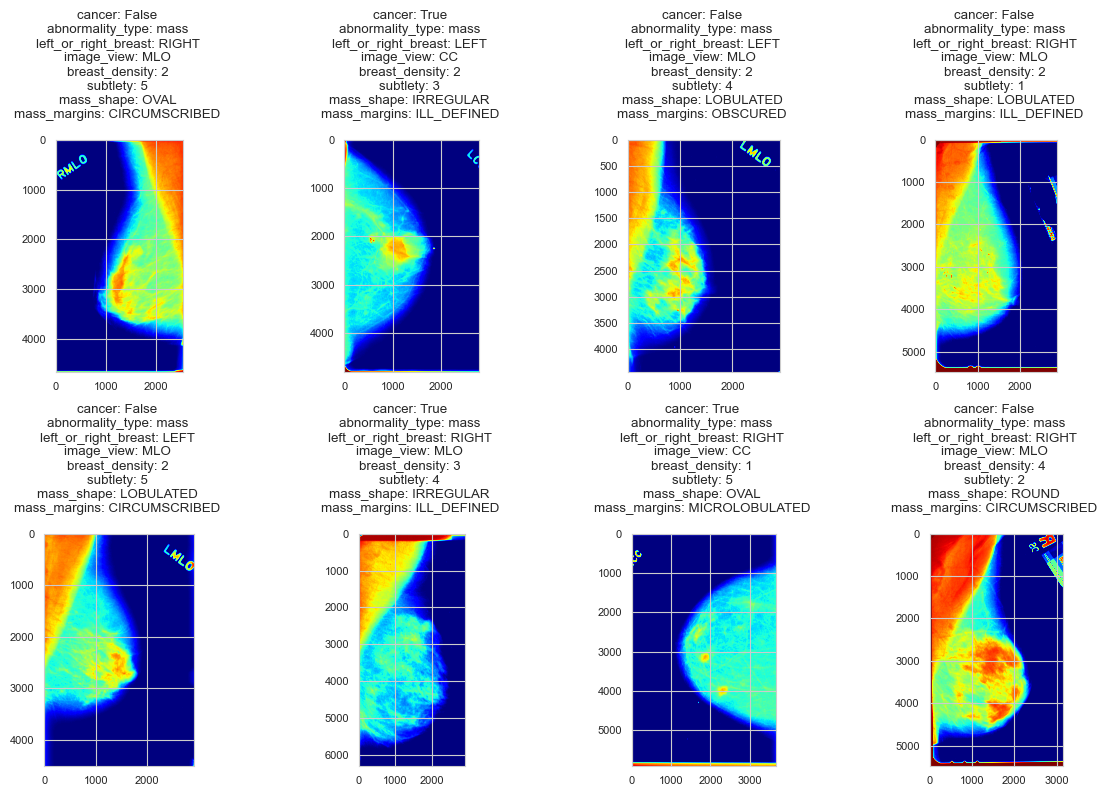 cancer: False
abnormality_type: mass
left_or_right_breast: RIGHT
image_view: MLO
breast_density: 2
subtlety: 5
mass_shape: OVAL
mass_margins: CIRCUMSCRIBED
0
1000
2000
3000
4000
RMLO
0
2000
cancer: True
abnormality_type: mass
left_or_right_breast: LEFT
image_view: CC
breast_density: 2
subtlety: 3
mass_shape: IRREGULAR
mass_margins: ILL_DEFINED
0
1000
2000
3000
4000
0
1000
2000
cancer: False
abnormality_type: mass
left_or_right_breast: LEFT
image_view: MLO
breast_density: 2
subtlety: 4
mass_shape: LOBULATED
mass_margins: OBSCURED
0
500
1000
1500
2000
2500
3000
3500
4000
LMLO
0
2000
cancer: False
abnormality_type: mass
left_or_right_breast: RIGHT
image_view: MLO
breast_density: 2
subtlety: 1
mass_shape: LOBULATED
mass_margins: ILL_DEFINED
0
1000
2000
3000
4000
5000
0
2000
cancer: False
abnormality_type: mass
left_or_right_breast: LEFT
image_view: MLO
breast_density: 2
subtlety: 5
mass_shape: LOBULATED
mass_margins: CIRCUMSCRIBED
0
1000
2000
3000
4000
LMLO
0
1000
2000
cancer: True
abnormality_type: mass
left_or_right_breast: RIGHT
image_view: MLO
breast_density: 3
subtlety: 4
mass_shape: IRREGULAR
mass_margins: ILL_DEFINED
0
1000
2000
3000
4000
5000
6000
0
2000
cancer: True
abnormality_type: mass
left_or_right_breast: RIGHT
image_view: CC
breast_density: 1
subtlety: 5
mass_shape: OVAL
mass_margins: MICROLOBULATED
0
1000
2000
3000
4000
5000
0
1000
2000
3000
cancer: False
abnormality_type: mass
left_or_right_breast: RIGHT
image_view: MLO
breast_density: 4
subtlety: 2
mass_shape: ROUND
mass_margins: CIRCUMSCRIBED
0
1000
2000
3000
4000
5000
0
1000
2000
3000